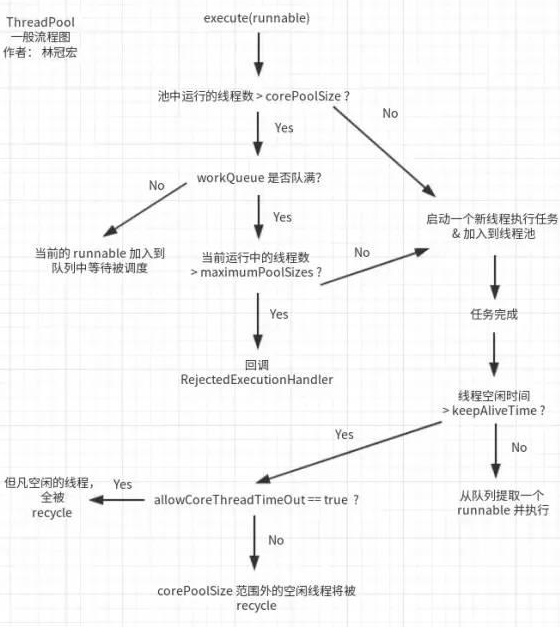 ThreadPool
一般流程图
作者： 林冠宏
execute(runnable)
池中运行的线程数 > corePoolSize ?
No
Yes
workQueue 是否队满?
No
Yes
当前的 runnable 加入到
队列中等待被调度
当前运行中的线程数
> maximumPoolSizes ?
No
启动一个新线程执行任务
& 加入到线程池
Yes
回调
RejectedExecutionHandler
任务完成
线程空闲时间
> keepAliveTime ?
Yes
No
从队列提取一个
runnable 并执行
allowCoreThreadTimeOut == true ?
Yes
但凡空闲的线程，
全被
recycle
No
corePoolSize 范围外的空闲线程将被
recycle